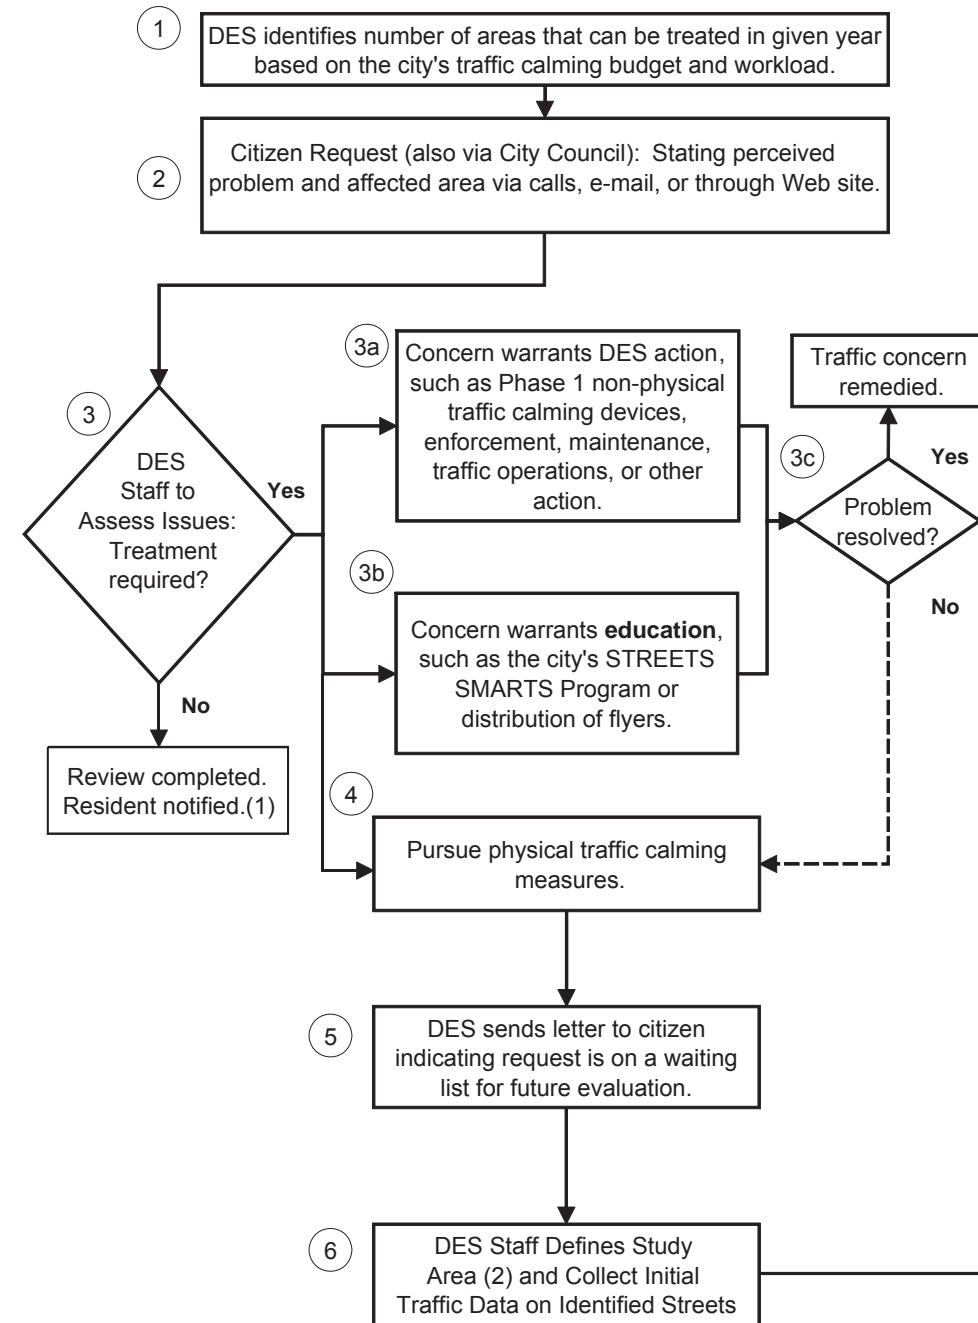 1
DES identifies number of areas that can be treated in given year
based on the city's traffic calming budget and workload.
2
Citizen Request (also via City Council):  Stating perceived
problem and affected area via calls, e-mail, or through Web site.
3
DES
Staff to
Assess Issues:
Treatment
required?
Yes
No
Review completed.
Resident notified.(1)
3a
Concern warrants DES action,
such as Phase 1 non-physical
traffic calming devices,
enforcement, maintenance,
traffic operations, or other
action.
3b
Concern warrants education,
such as the city's STREETS
SMARTS Program or
distribution of flyers.
3c
Problem
resolved?
Yes
Traffic concern
remedied.
No
4
Pursue physical traffic calming
measures.
5
DES sends letter to citizen
indicating request is on a waiting
list for future evaluation.
6
DES Staff Defines Study
Area (2) and Collect Initial
Traffic Data on Identified Streets